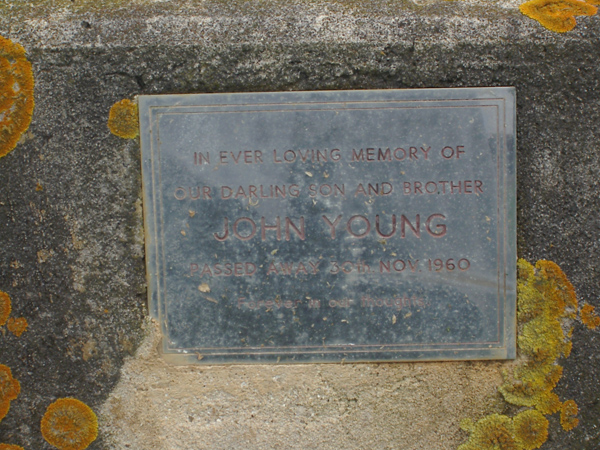 IN EVER LOVING MEMORY OF
OUR DARLING SON AND BROTHER
JOHN YOUNG
PASSED AWAY NOV. 1960
in our thoughts